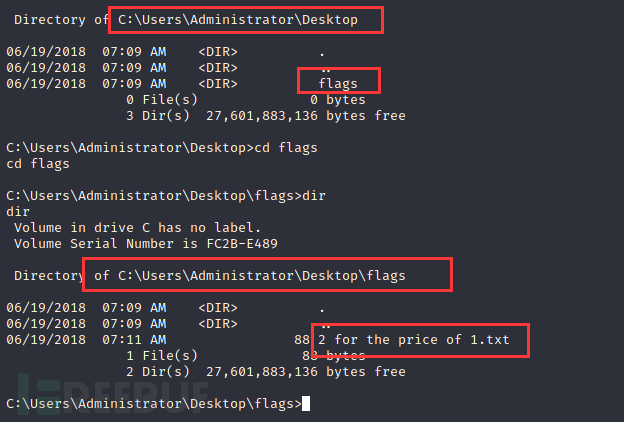 Directory of C:\Users\Administrator\Desktop
06/19/2018  07:09 AM    <DIR>          .
06/19/2018  07:09 AM    <DIR>          ..
06/19/2018  07:09 AM    <DIR>          flags
0 File(s)              0 bytes
3 Dir(s)  27,601,883,136 bytes free
C:\Users\Administrator\Desktop>cd flags
cd flags
C:\Users\Administrator\Desktop\flags>dir
dir
Volume in drive C has no label.
Volume Serial Number is FC2B-E489
Directory of C:\Users\Administrator\Desktop\flags
06/19/2018  07:09 AM    <DIR>          .
06/19/2018  07:09 AM    <DIR>          ..
06/19/2018  07:11 AM                88 2 for the price of 1.txt
1 File(s)             88 bytes
2 Dir(s)  27,601,883,136 bytes free
C:\Users\Administrator\Desktop\flags>
REEBUF